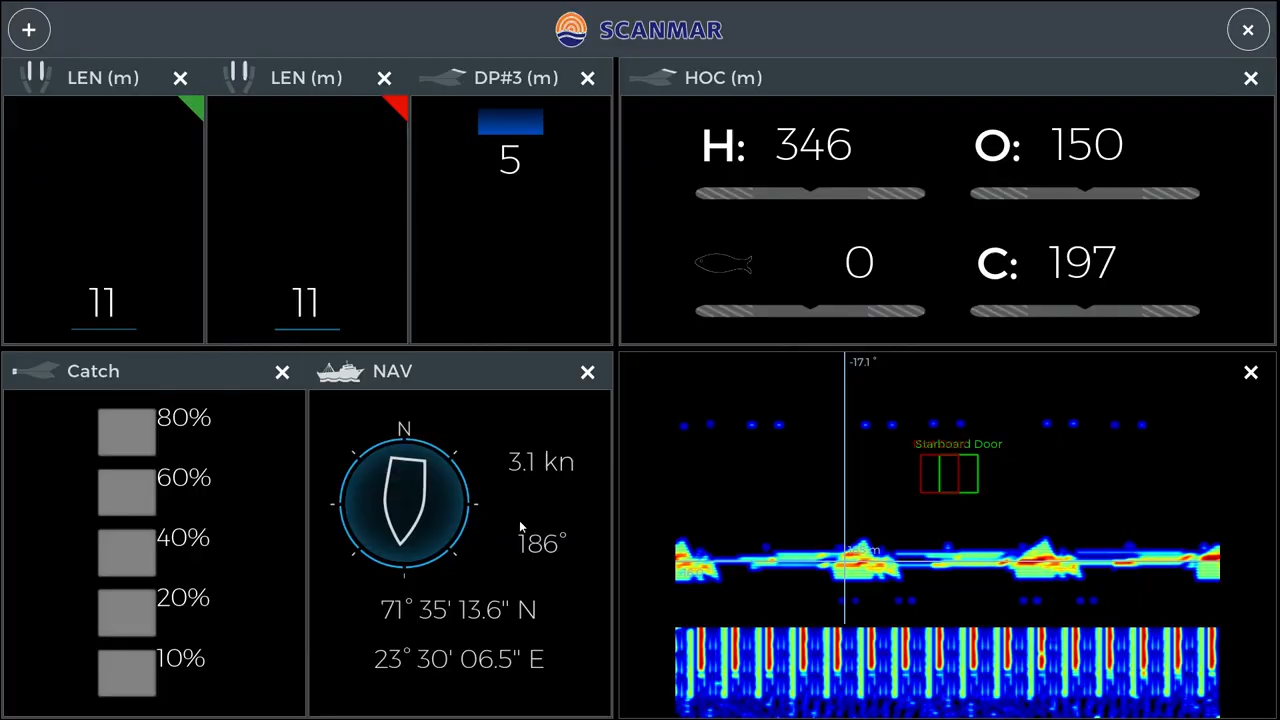 +
SCANMAR
×
LEN (m) ×
LEN (m) ×
DP#3 (m) ×
HOC (m) ×
11
11
5
H: 346
O: 150
0
C: 197
Catch ×
NAV ×
×
80%
60%
40%
20%
10%
N
3.1 kn
186°
71° 35' 13.6" N
23° 30' 06.5" E
-17.1 °
Starboard Door